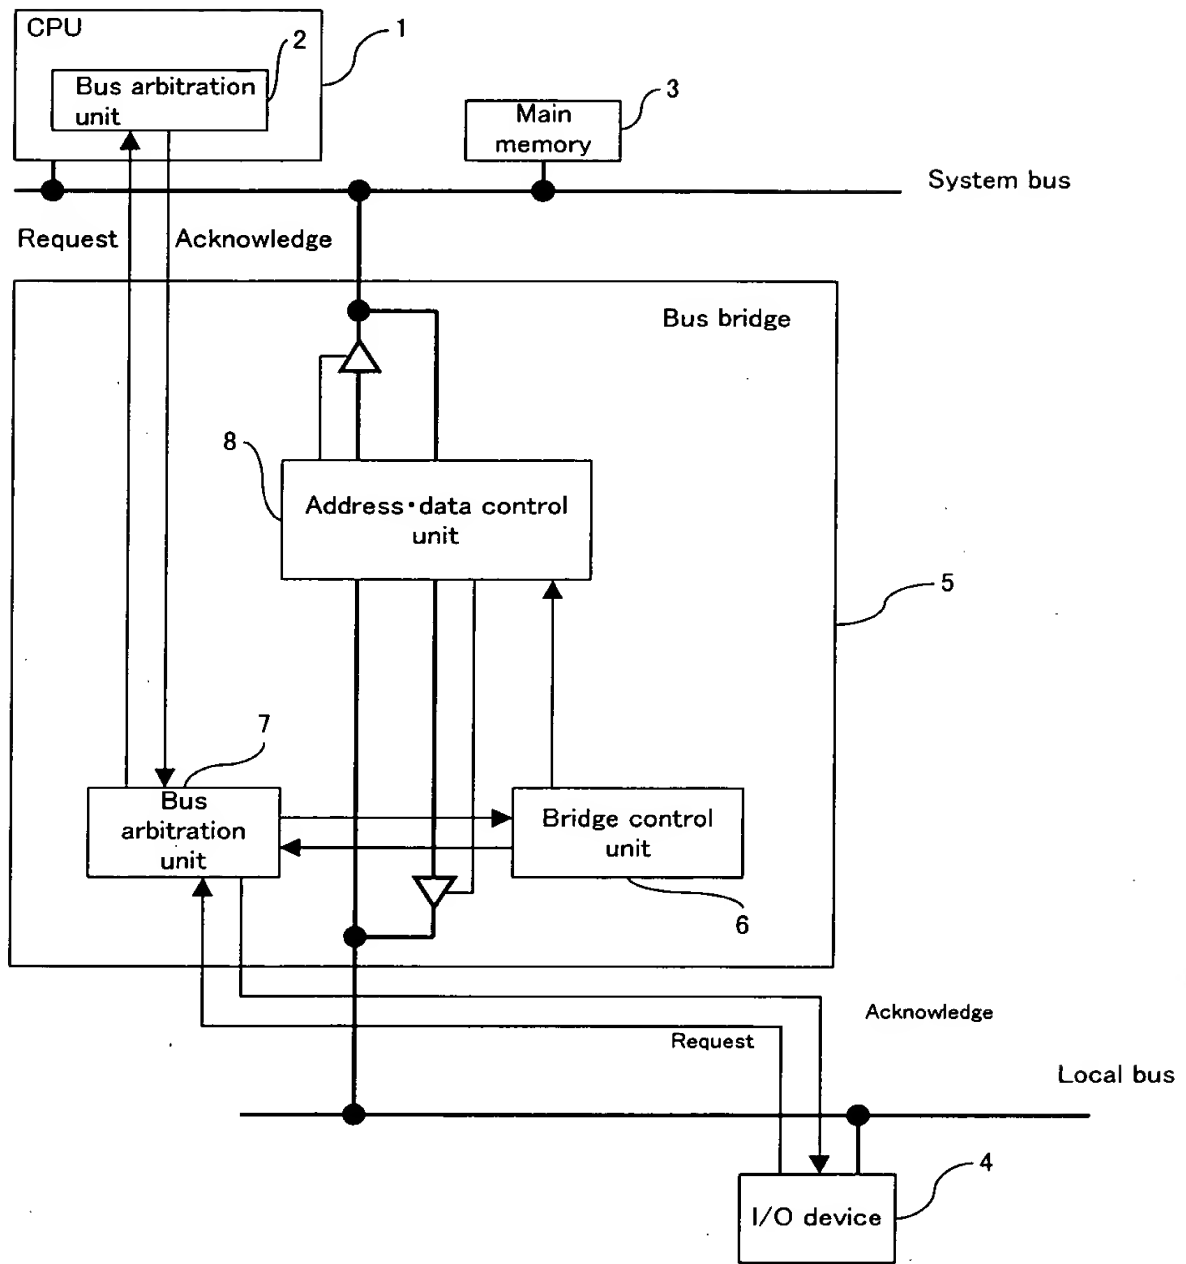 CPU
1
2
Bus arbitration
unit
3
Main
memory
System bus
Request
Acknowledge
Bus bridge
8
Address・data control
unit
5
7
Bus
arbitration
unit
Bridge control
unit
6
Acknowledge
Request
Local bus
4
I/O device